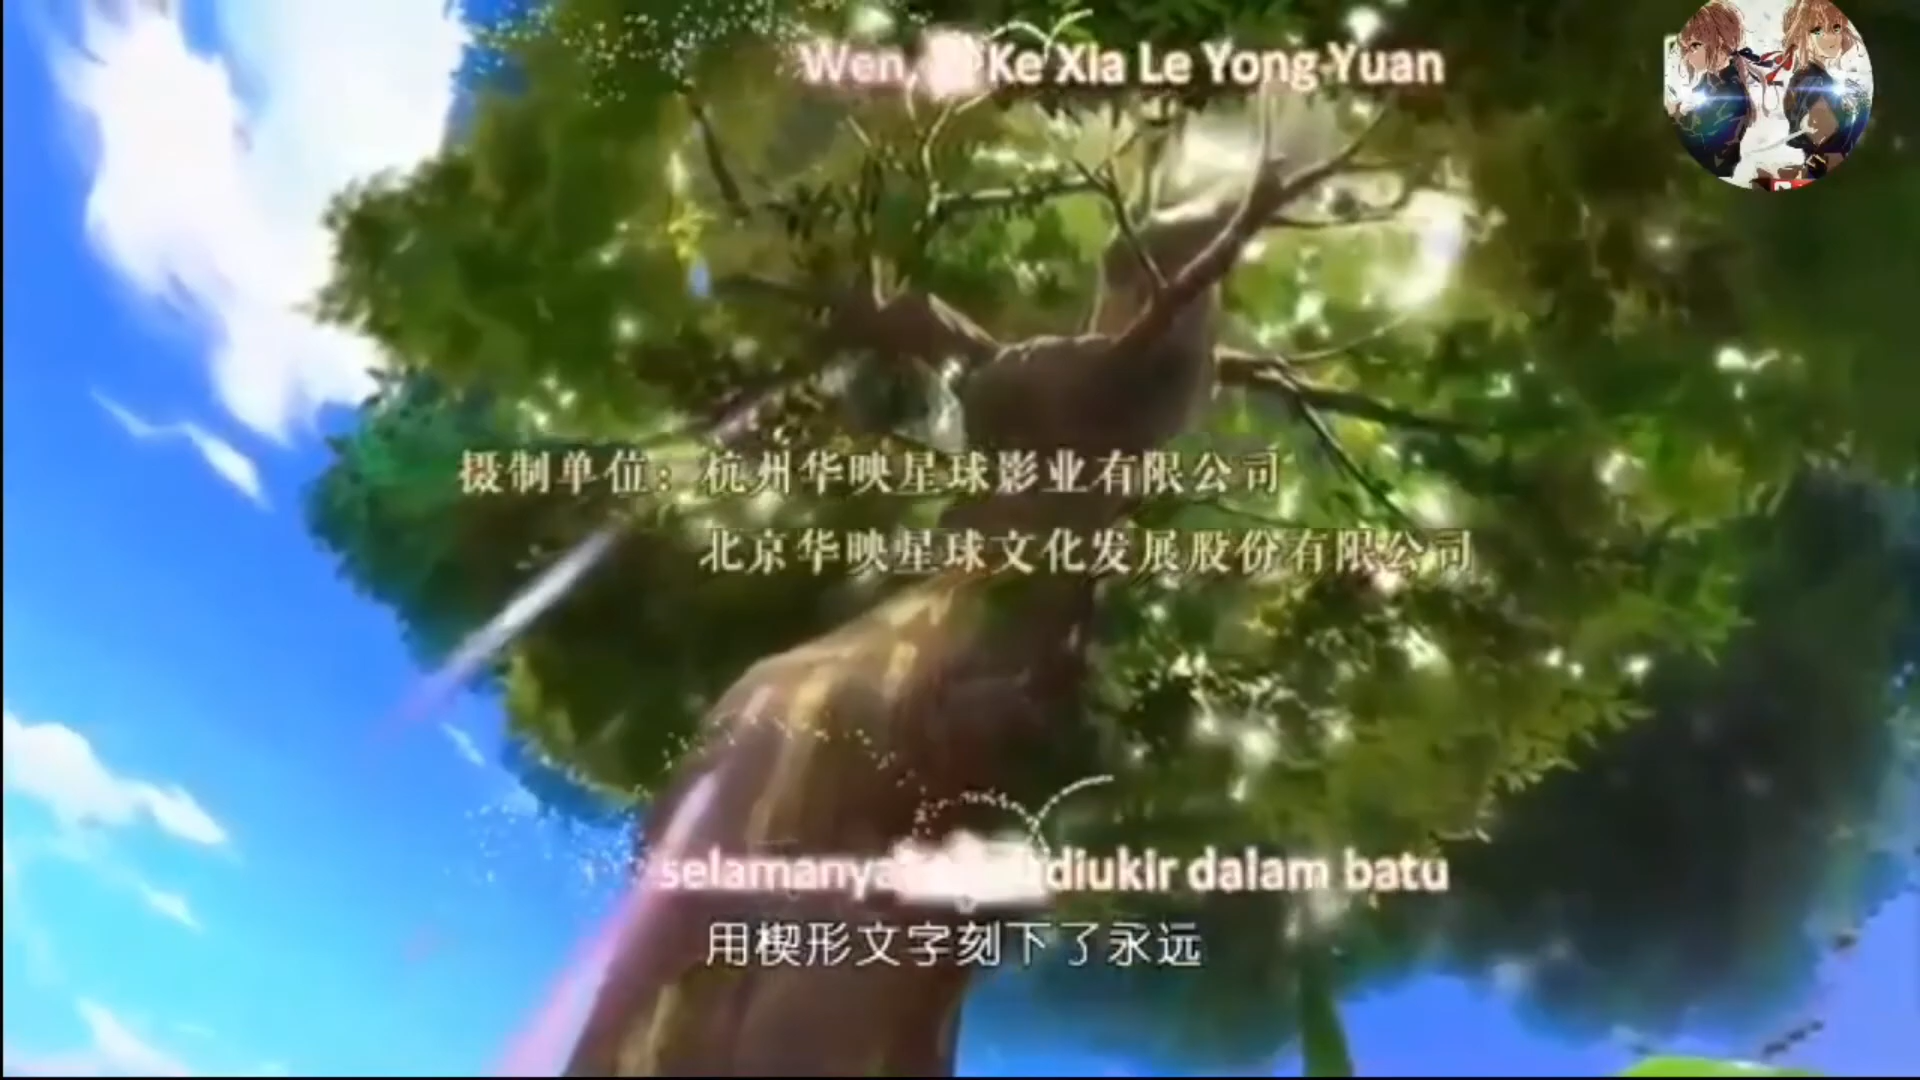 Wen, Ke Xia Le Yong Yuan
摄制单位：杭州华映星球影业有限公司
北京华映星球文化发展股份有限公司
selamanya diukir dalam batu
用楔形文字刻下了永远